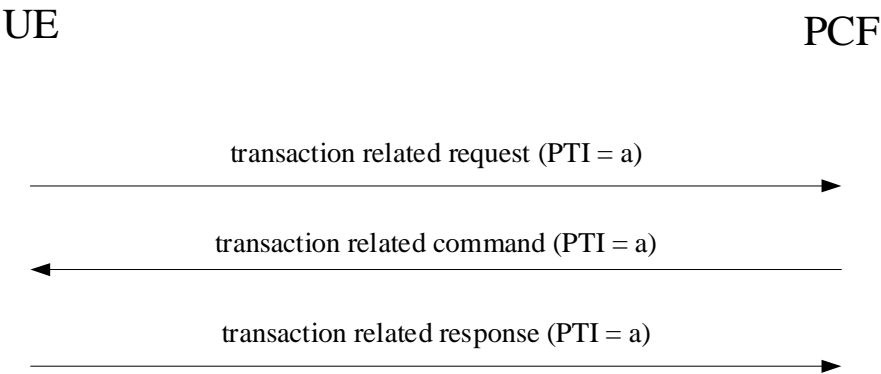 UE
PCF
transaction related request (PTI = a)
transaction related command (PTI = a)
transaction related response (PTI = a)